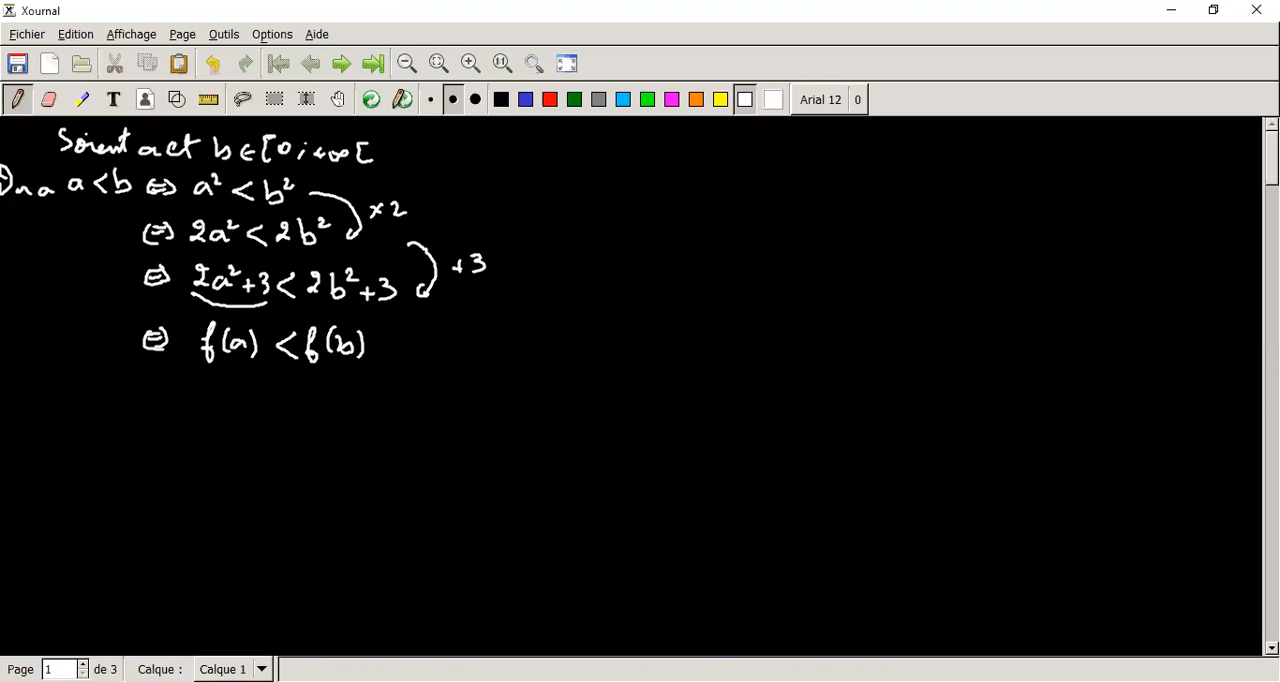 Xournal
Fichier Edition Affichage Page Outils Options Aide
Arial 12 0
Soient a et b ∈ [0 ; +∞ [
On a a < b ⇔ a² < b²
× 2
⇔ 2a² < 2b²
+ 3
⇔ 2a² + 3 < 2b² + 3
⇔ f(a) < f(b)
Page 1 de 3 Calque : Calque 1